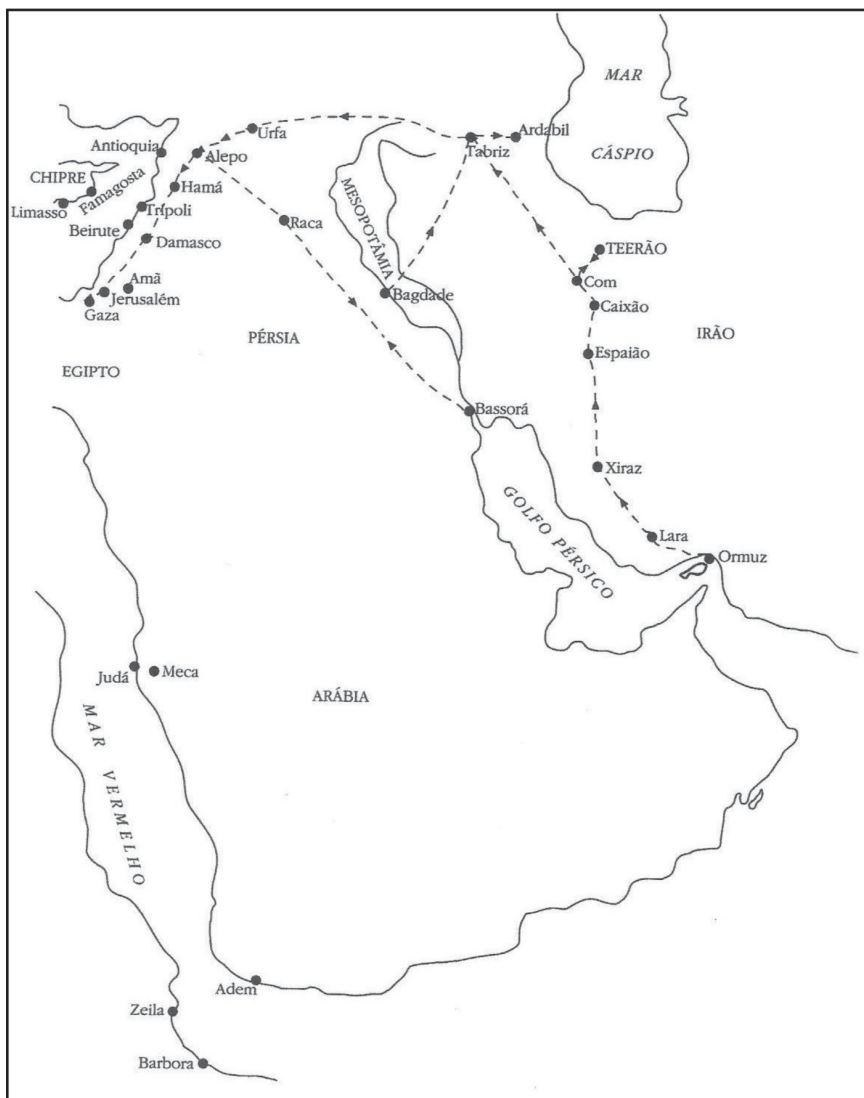 MAR
CÁSPIO
Urfa
Ardabil
Tabriz
Antioquia
Alepo
CHIPRE
Famagosta
Hamá
Limasso
Trípoli
Raca
MESOPOTÂMIA
Beirute
Damasco
TEERÃO
Com
Amã
Jerusalém
Bagdade
Caixão
Gaza
PÉRSIA
IRÃO
Espaião
EGIPTO
Bassorá
Xiraz
GOLFO PÉRSICO
Lara
Ormuz
Judá
Meca
ARÁBIA
MAR VERMELHO
Adem
Zeila
Barbora